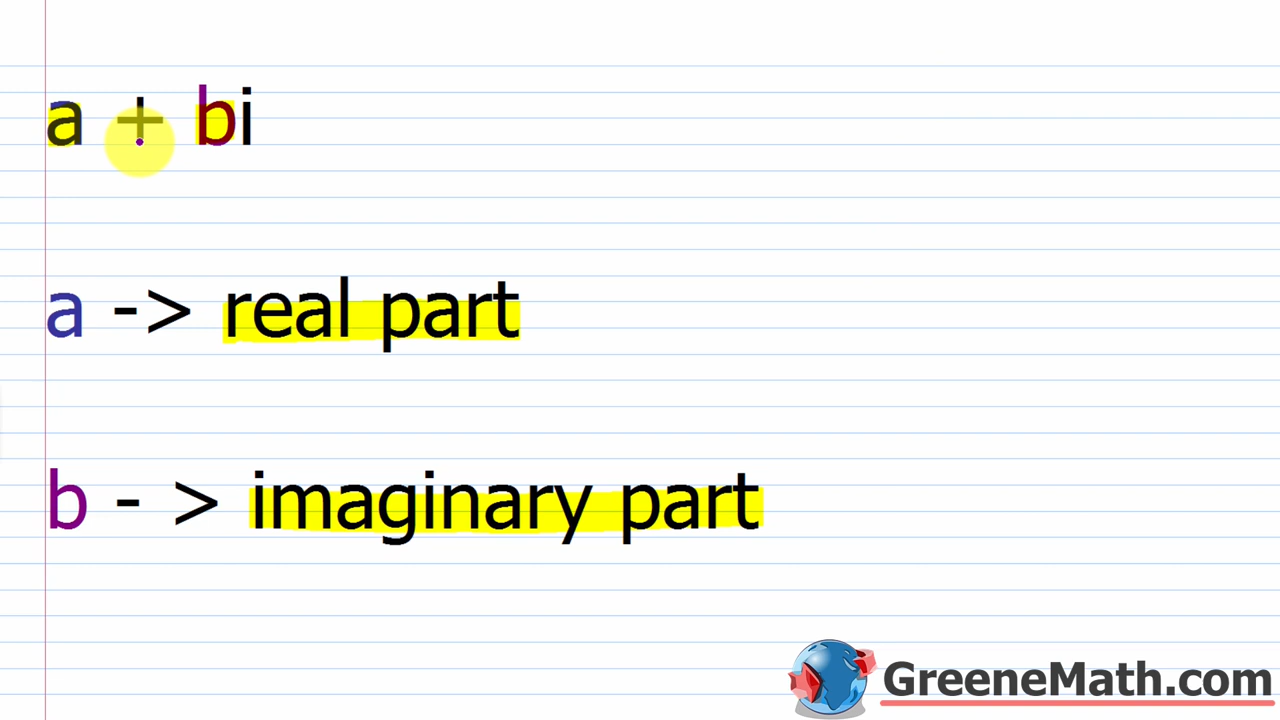 a + bi
a -> real part
b - > imaginary part
GreeneMath.com